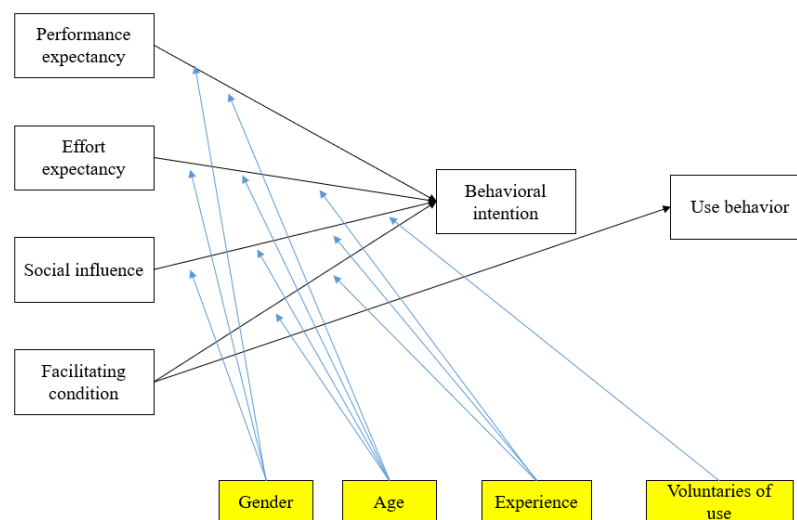 Performance
expectancy
Effort
expectancy
Social influence
Facilitating
condition
Behavioral
intention
Use behavior
Gender
Age
Experience
Voluntaries of
use